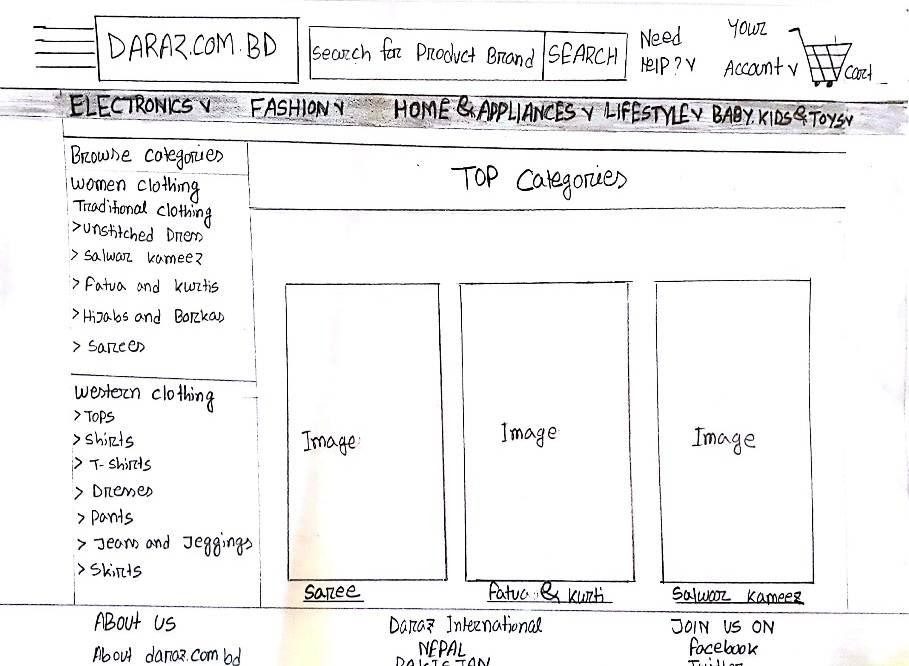 DARAZ.COM.BD
Search for Product Brand
SEARCH
Need
HelP?
Your
Account
Cart
ELECTRONICS
FASHION
HOME & APPLIANCES
LIFESTYLE
BABY. KIDS & TOYS
Browse categories
TOP Categories
Women clothing
Traditional clothing
>Unstitched Dress
> Salwar kameez
> Fatua and kurtis
>Hijabs and Borkas
> Sarees
Western clothing
>TOPS
>Shirts
> T-Shirts
> Dresses
> Pants
> Jeans and Jeggings
> Skirts
Image
Image
Image
Saree
Fatua & Kurti
Salwar kameez
ABOUT US
About daraz.com bd
Daraz International
NEPAL
PAKISTAN
JOIN US ON
Facebook
Twitter